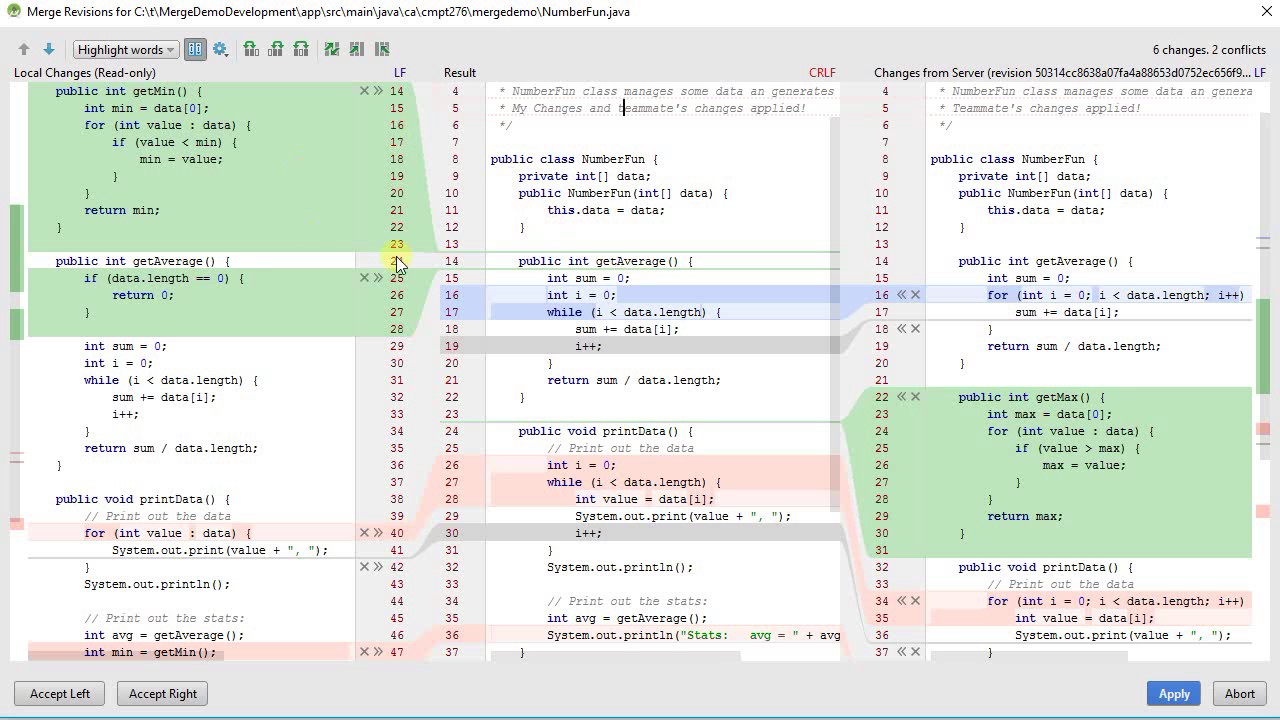 Merge Revisions for C:\t\MergeDemoDevelopment\app\src\main\java\ca\cmpt276\mergedemo\NumberFun.java
Highlight words
6 changes. 2 conflicts
Local Changes (Read-only) LF
public int getMin() { 14
int min = data[0]; 15
for (int value : data) { 16
if (value < min) { 17
min = value; 18
} 19
} 20
return min; 21
} 22
23
public int getAverage() {
if (data.length == 0) { 25
return 0; 26
} 27
28
int sum = 0; 29
int i = 0; 30
while (i < data.length) { 31
sum += data[i]; 32
i++; 33
} 34
return sum / data.length; 35
} 36
37
public void printData() { 38
// Print out the data 39
for (int value : data) { 40
System.out.print(value + ", "); 41
} 42
System.out.println(); 43
44
// Print out the stats: 45
int avg = getAverage(); 46
int min = getMin(); 47
Result CRLF
4 * NumberFun class manages some data an generates
5 * My Changes and teammate's changes applied!
6 */
7
8 public class NumberFun {
9 private int[] data;
10 public NumberFun(int[] data) {
11 this.data = data;
12 }
13
14 public int getAverage() {
15 int sum = 0;
16 int i = 0;
17 while (i < data.length) {
18 sum += data[i];
19 i++;
20 }
21 return sum / data.length;
22 }
23
24 public void printData() {
25 // Print out the data
26 int i = 0;
27 while (i < data.length) {
28 int value = data[i];
29 System.out.print(value + ", ");
30 i++;
31 }
32 System.out.println();
33
34 // Print out the stats:
35 int avg = getAverage();
36 System.out.println("Stats: avg = " + avg
37 }
Changes from Server (revision 50314cc8638a07fa4a88653d0752ec656f9... LF
4 * NumberFun class manages some data an genera
5 * Teammate's changes applied!
6 */
7
8 public class NumberFun {
9 private int[] data;
10 public NumberFun(int[] data) {
11 this.data = data;
12 }
13
14 public int getAverage() {
15 int sum = 0;
16 for (int i = 0; i < data.length; i++)
17 sum += data[i];
18 }
19 return sum / data.length;
20 }
21
22 public int getMax() {
23 int max = data[0];
24 for (int value : data) {
25 if (value > max) {
26 max = value;
27 }
28 }
29 return max;
30 }
31
32 public void printData() {
33 // Print out the data
34 for (int i = 0; i < data.length; i++)
35 int value = data[i];
36 System.out.print(value + ", ");
37 }
Accept Left
Accept Right
Apply
Abort